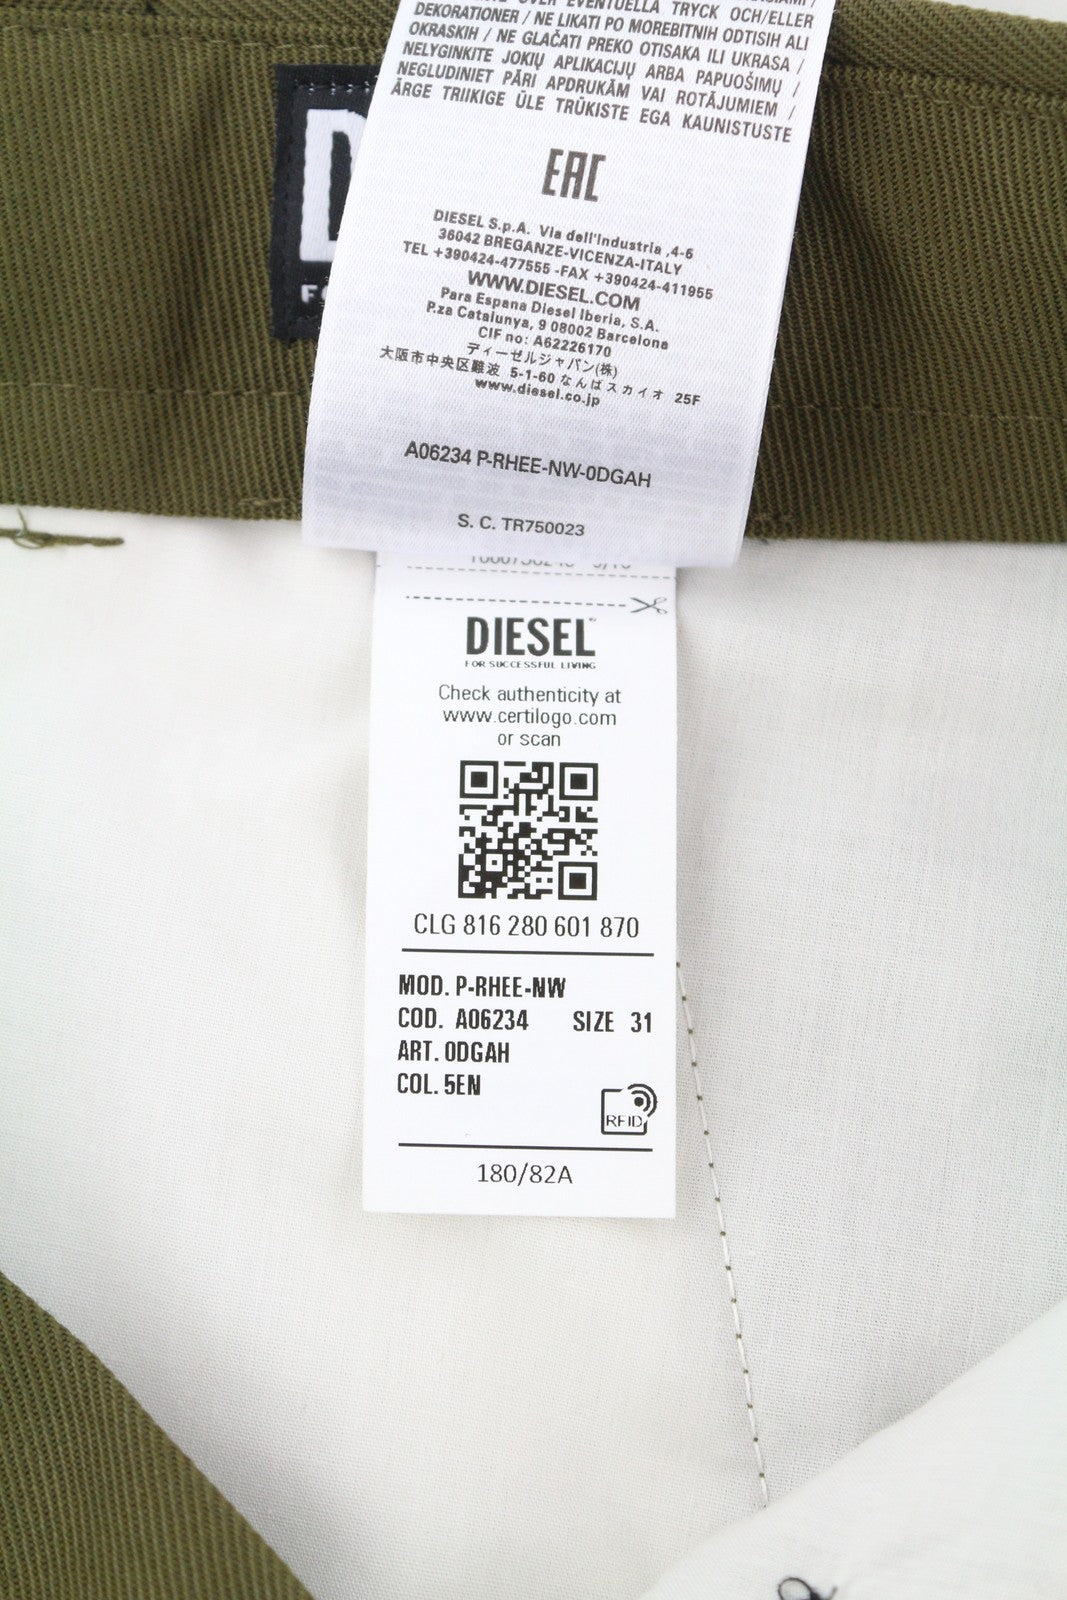 ÖVER EVENTUELLA TRYCK OCH/ELLER
DEKORATIONER / NE LIKATI PO MOREBITNIH ODTISIH ALI
OKRASKIH / NE GLAČATI PREKO OTISAKA ILI UKRASA /
NELYGINKITE JOKIŲ APLIKACIJŲ ARBA PAPUOŠIMŲ /
NEGLUDINIET PĀRI APDRUKĀM VAI ROTĀJUMIEM /
ÄRGE TRIIKIGE ÜLE TRÜKISTE EGA KAUNISTUSTE
EAC
DIESEL S.p.A. Via dell'Industria ,4-6
36042 BREGANZE-VICENZA-ITALY
TEL +390424-477555 -FAX +390424-411955
WWW.DIESEL.COM
Para Espana Diesel Iberia, S.A.
P.za Catalunya, 9 08002 Barcelona
CIF no: A62226170
ディーゼルジャパン(株)
大阪市中央区難波 5-1-60 なんばスカイオ 25F
www.diesel.co.jp
A06234 P-RHEE-NW-0DGAH
S. C. TR750023
DIESEL
FOR SUCCESSFUL LIVING
Check authenticity at
www.certilogo.com
or scan
CLG 816 280 601 870
MOD. P-RHEE-NW
COD. A06234 SIZE 31
ART. 0DGAH
COL. 5EN
RFID
180/82A